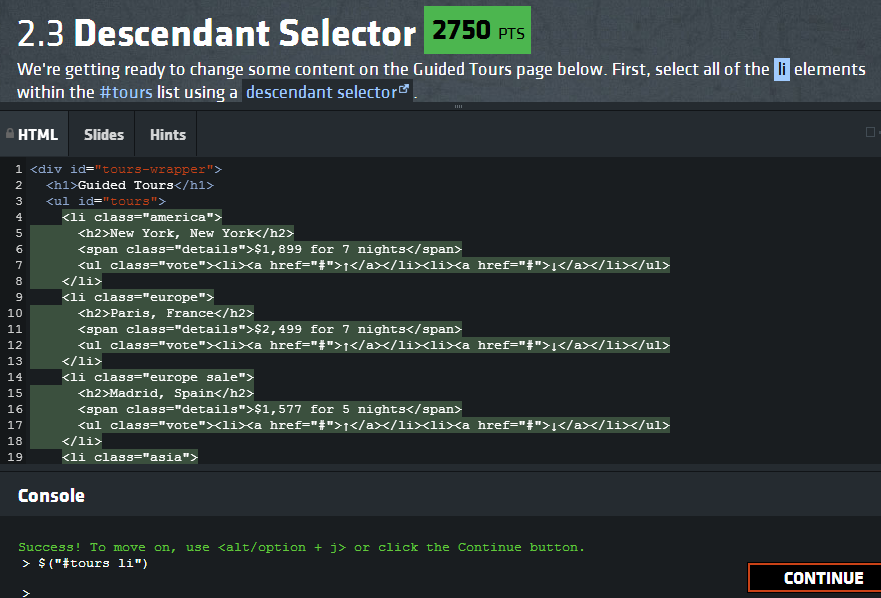 2.3 Descendant Selector 2750 PTS
We're getting ready to change some content on the Guided Tours page below. First, select all of the li elements
within the #tours list using a descendant selector.
HTML Slides Hints
1 <div id="tours-wrapper">
2 <h1>Guided Tours</h1>
3 <ul id="tours">
4 <li class="america">
5 <h2>New York, New York</h2>
6 <span class="details">$1,899 for 7 nights</span>
7 <ul class="vote"><li><a href="#">↑</a></li><li><a href="#">↓</a></li></ul>
8 </li>
9 <li class="europe">
10 <h2>Paris, France</h2>
11 <span class="details">$2,499 for 7 nights</span>
12 <ul class="vote"><li><a href="#">↑</a></li><li><a href="#">↓</a></li></ul>
13 </li>
14 <li class="europe sale">
15 <h2>Madrid, Spain</h2>
16 <span class="details">$1,577 for 5 nights</span>
17 <ul class="vote"><li><a href="#">↑</a></li><li><a href="#">↓</a></li></ul>
18 </li>
19 <li class="asia">
Console
Success! To move on, use <alt/option + j> or click the Continue button.
> $("#tours li")
CONTINUE
>